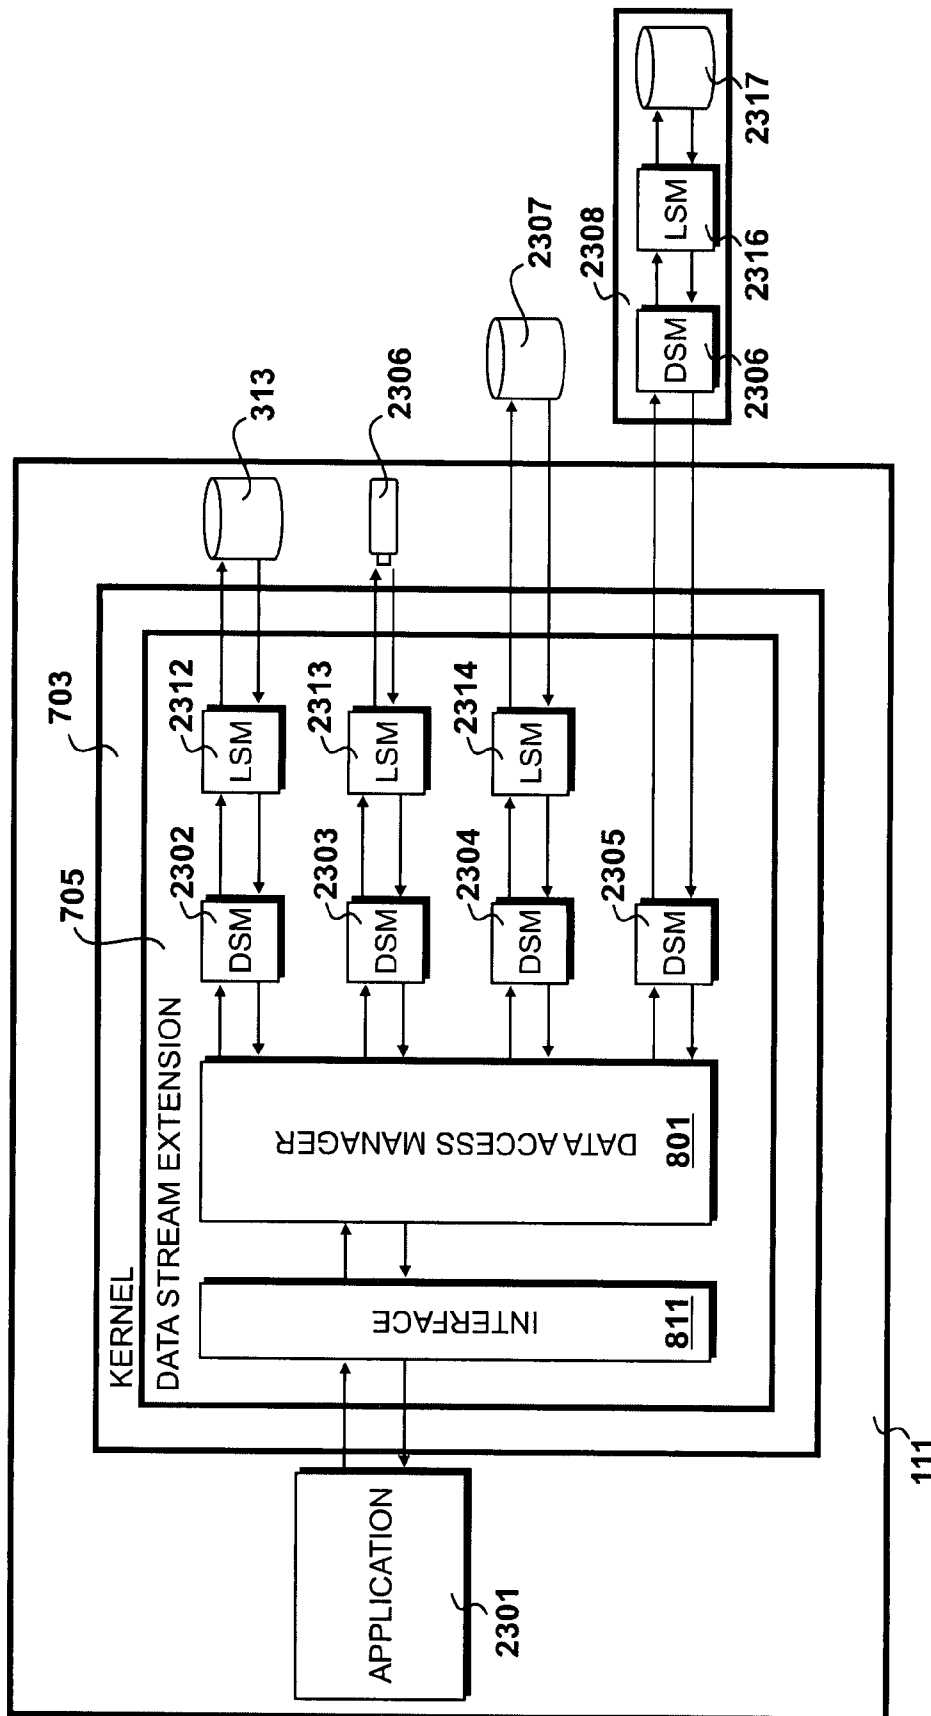 KERNEL
703
DATA STREAM EXTENSION
705
APPLICATION
2301
INTERFACE
811
DATA ACCESS MANAGER
801
DSM
2302
LSM
2312
313
DSM
2303
LSM
2313
2306
DSM
2304
LSM
2314
2307
DSM
2305
2308
DSM
2306
LSM
2316
2317
111